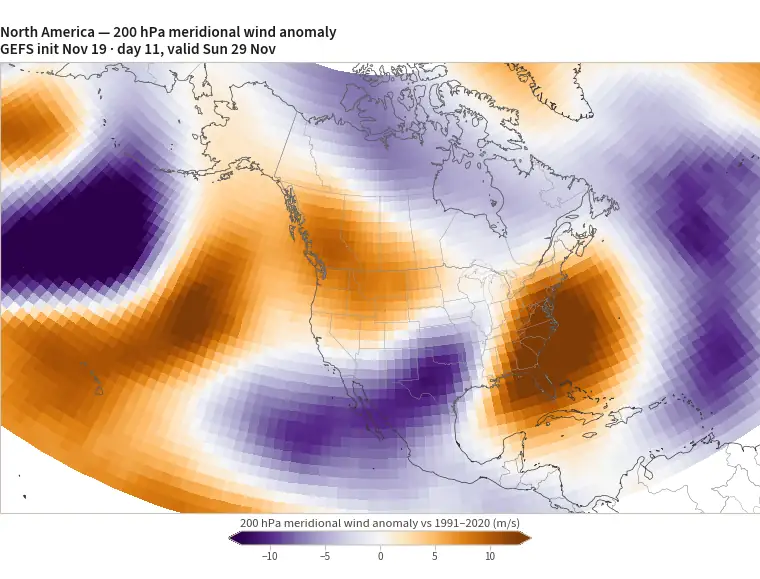 North America — 200 hPa meridional wind anomaly
GEFS init Nov 19 · day 11, valid Sun 29 Nov
200 hPa meridional wind anomaly vs 1991–2020 (m/s)
−10 −5 0 5 10